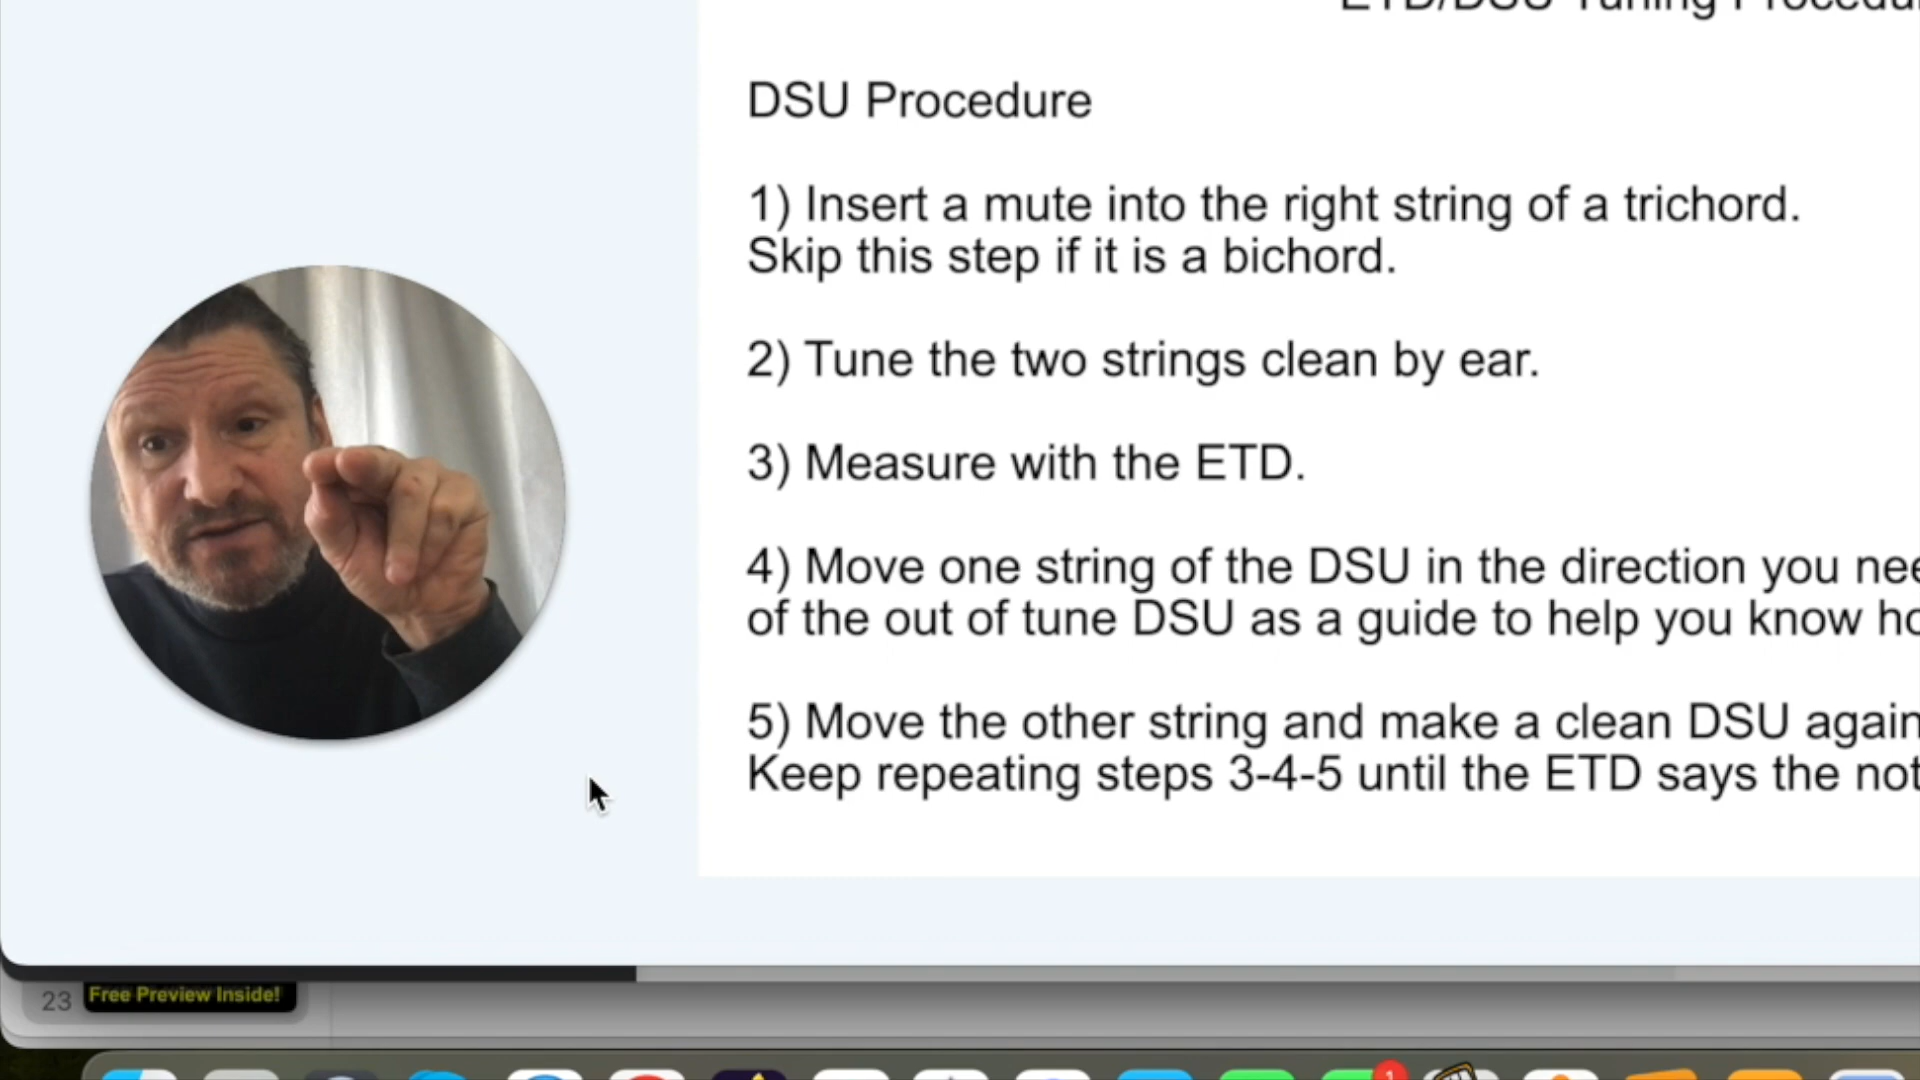 ETD/DSU Tuning
DSU Procedure
1) Insert a mute into the right string of a trichord.
Skip this step if it is a bichord.
2) Tune the two strings clean by ear.
3) Measure with the ETD.
4) Move one string of the DSU in the direction you
of the out of tune DSU as a guide to help you know
5) Move the other string and make a clean DSU again
Keep repeating steps 3-4-5 until the ETD says the
23
Free Preview Inside!
1